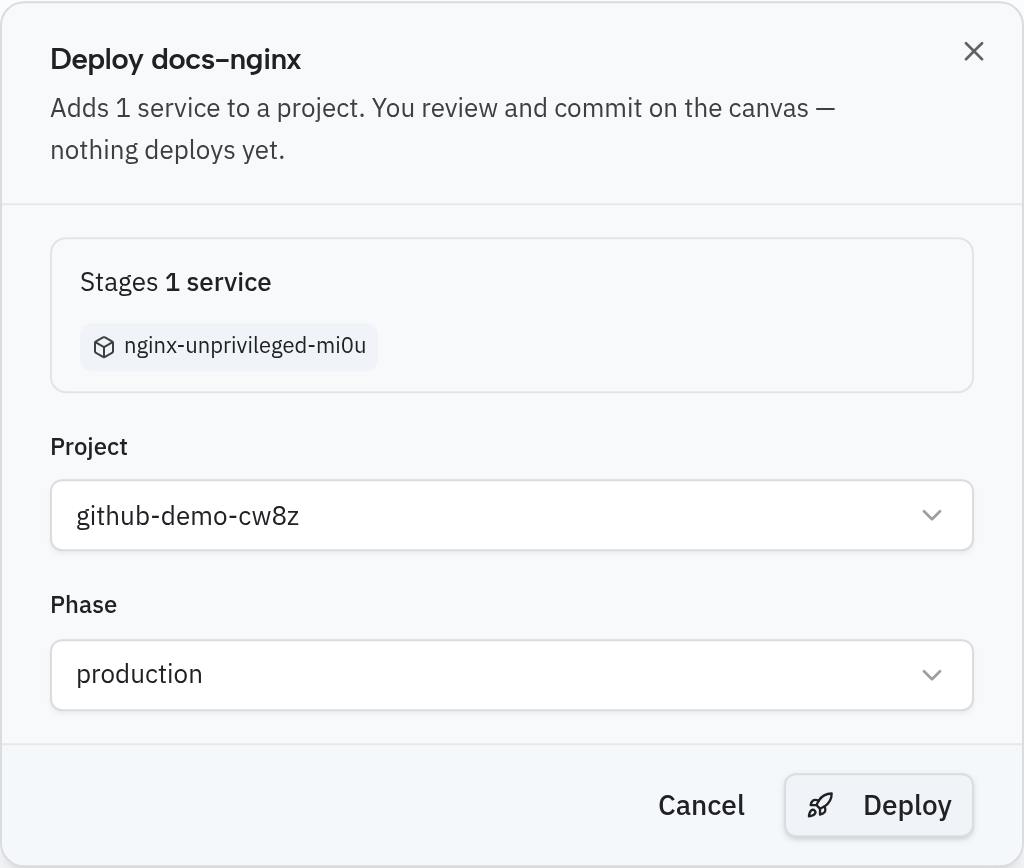 Deploy docs-nginx
Adds 1 service to a project. You review and commit on the canvas —
nothing deploys yet.
Stages 1 service
nginx-unprivileged-mi0u
Project
github-demo-cw8z
Phase
production
Cancel
Deploy